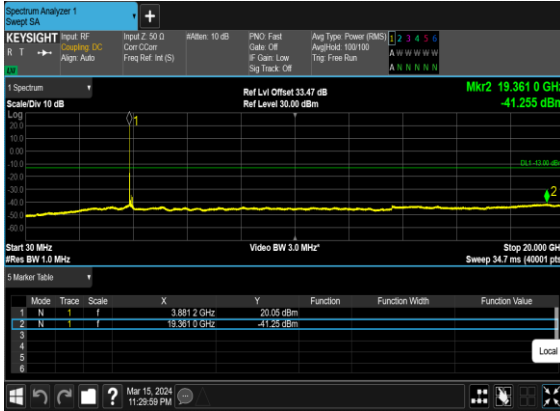 Spectrum Analyzer 1
Swept SA
+
KEYSIGHT Input: RF Input Z: 50 Ω #Atten: 10 dB PNO: Fast Avg Type: Power (RMS) 1 2 3 4 5 6
R T Coupling: DC Corr CCorr Gate: Off Avg|Hold: 100/100 A W W W W W
Align: Auto Freq Ref: Int (S) IF Gain: Low Trig: Free Run
Sig Track: Off A N N N N N
1 Spectrum Ref Lvl Offset 33.47 dB Mkr2 19.361 0 GHz
Scale/Div 10 dB Ref Level 30.00 dBm -41.255 dBm
Log
20.0
10.0
0.00
-10.0
-20.0
-30.0
-40.0
-50.0
-60.0
1
DL1 -13.00 dBm
2
Start 30 MHz Video BW 3.0 MHz* Stop 20.000 GH
#Res BW 1.0 MHz Sweep 34.7 ms (40001 pts
5 Marker Table
Mode Trace Scale X Y Function Function Width Function Value
1 N 1 f 3.881 2 GHz 20.05 dBm
2 N 1 f 19.361 0 GHz -41.25 dBm
3
4
5
6
Local
? Mar 15, 2024
11:29:59 PM